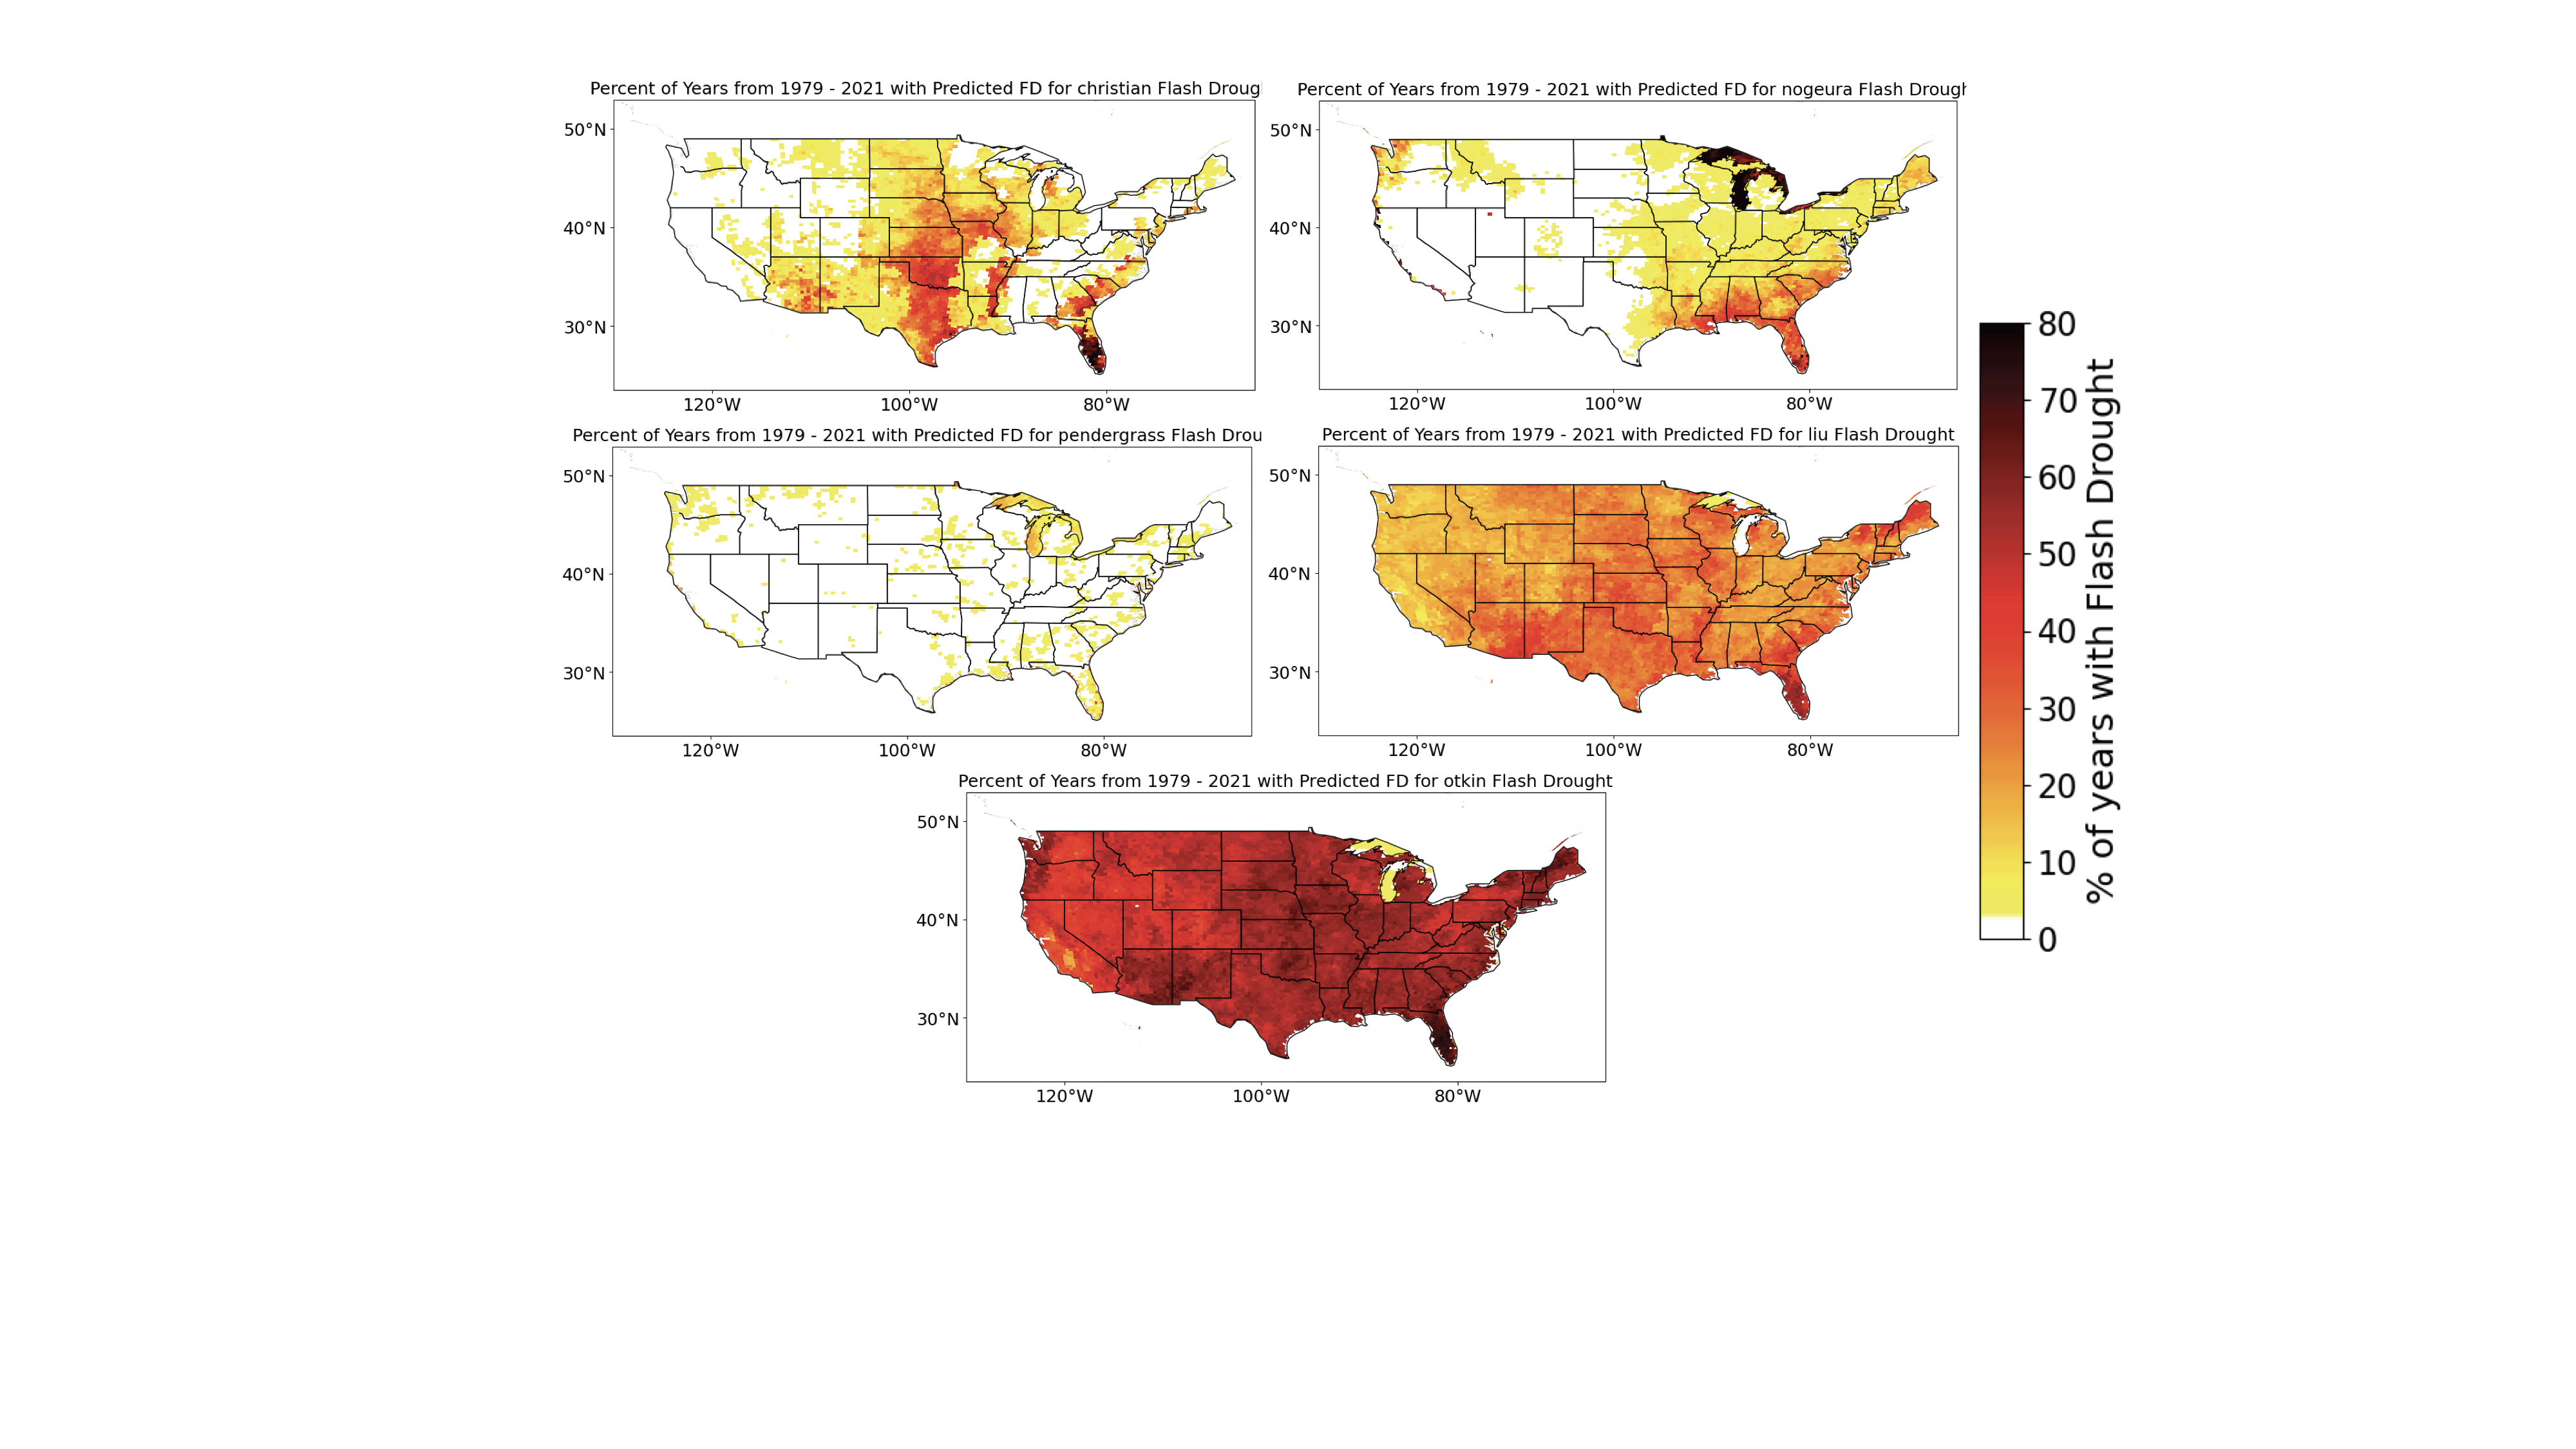 Percent of Years from 1979 - 2021 with Predicted FD for christian Flash Droug
50°N
40°N
30°N
120°W 100°W 80°W
Percent of Years from 1979 - 2021 with Predicted FD for nogeura Flash Drough
50°N
40°N
30°N
120°W 100°W 80°W
Percent of Years from 1979 - 2021 with Predicted FD for pendergrass Flash Drou
50°N
40°N
30°N
120°W 100°W 80°W
Percent of Years from 1979 - 2021 with Predicted FD for liu Flash Drought
50°N
40°N
30°N
120°W 100°W 80°W
Percent of Years from 1979 - 2021 with Predicted FD for otkin Flash Drought
50°N
40°N
30°N
120°W 100°W 80°W
80
70
60
50
40
30
20
10
0
% of years with Flash Drought